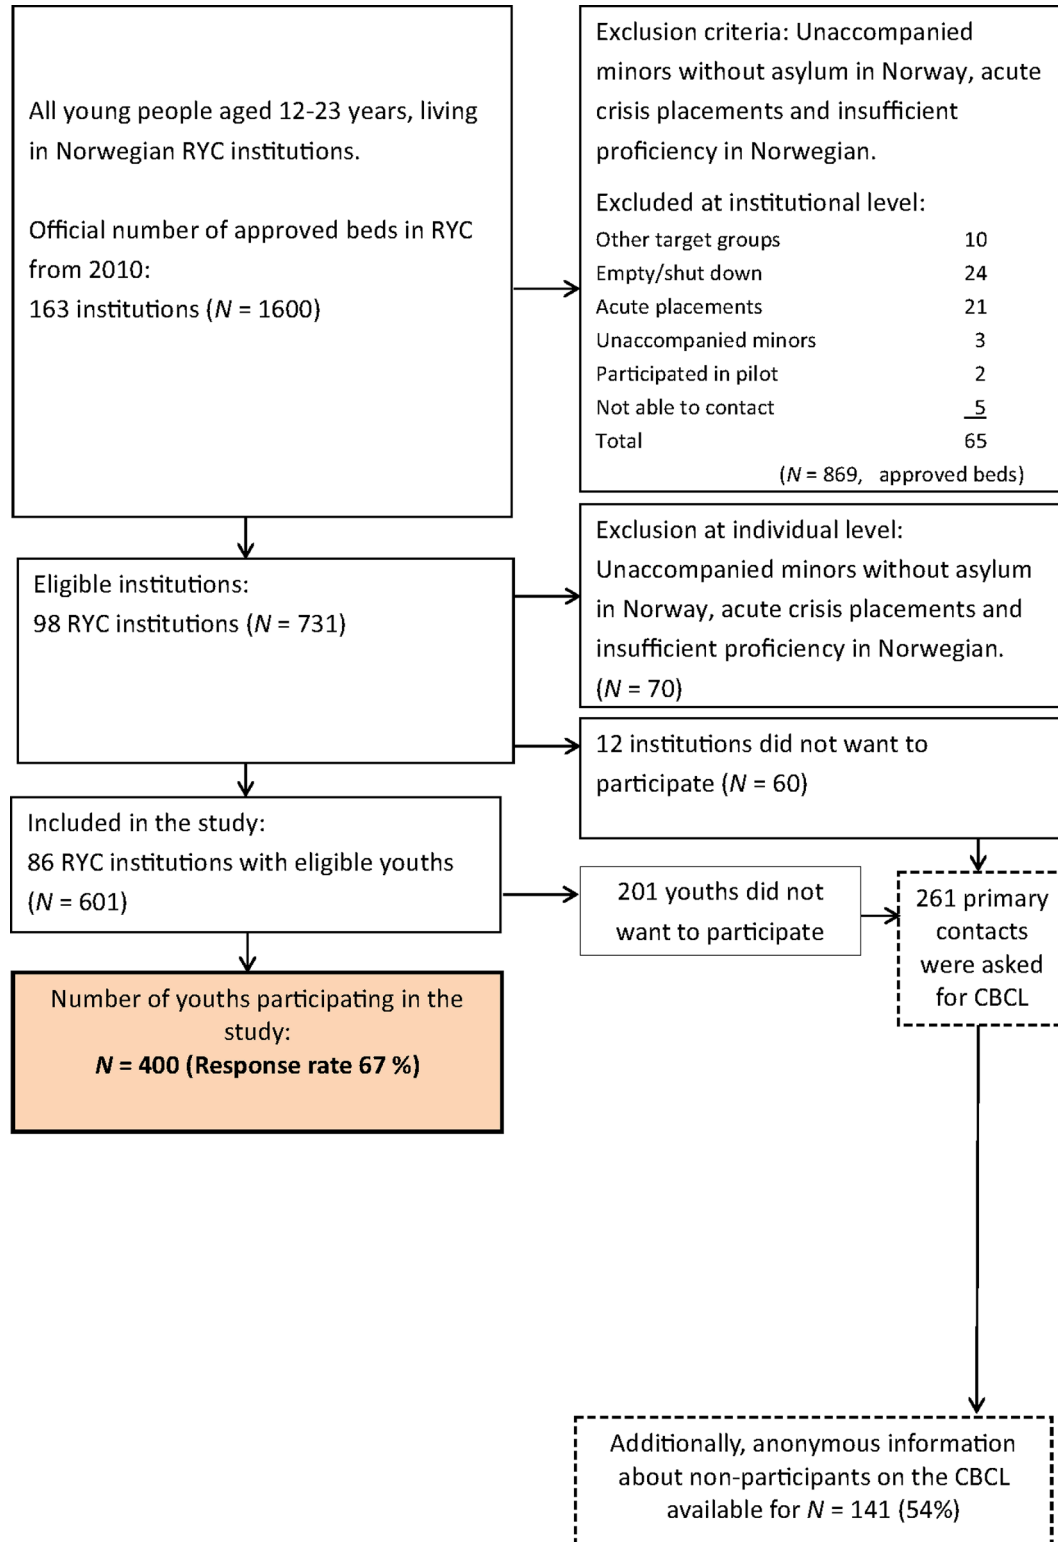 All young people aged 12-23 years, living
in Norwegian RYC institutions.
Official number of approved beds in RYC
from 2010:
163 institutions (N = 1600)
Exclusion criteria: Unaccompanied
minors without asylum in Norway, acute
crisis placements and insufficient
proficiency in Norwegian.
Excluded at institutional level:
Other target groups 10
Empty/shut down 24
Acute placements 21
Unaccompanied minors 3
Participated in pilot 2
Not able to contact 5
Total 65
(N = 869, approved beds)
Eligible institutions:
98 RYC institutions (N = 731)
Exclusion at individual level:
Unaccompanied minors without asylum
in Norway, acute crisis placements and
insufficient proficiency in Norwegian.
(N = 70)
12 institutions did not want to
participate (N = 60)
Included in the study:
86 RYC institutions with eligible youths
(N = 601)
201 youths did not
want to participate
261 primary
contacts
were asked
for CBCL
Number of youths participating in the
study:
N = 400 (Response rate 67 %)
Additionally, anonymous information
about non-participants on the CBCL
available for N = 141 (54%)